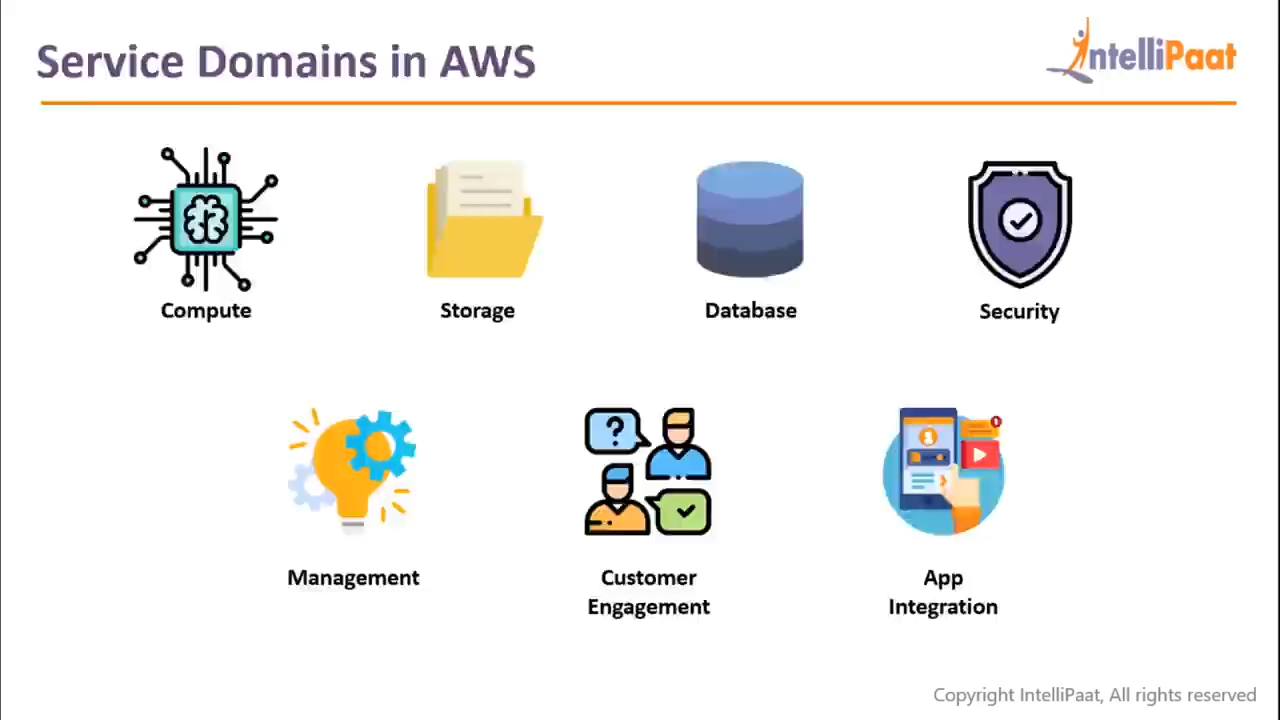 Service Domains in AWS
IntelliPaat
Compute
Storage
Database
Security
Management
Customer
Engagement
App
Integration
Copyright IntelliPaat, All rights reserved